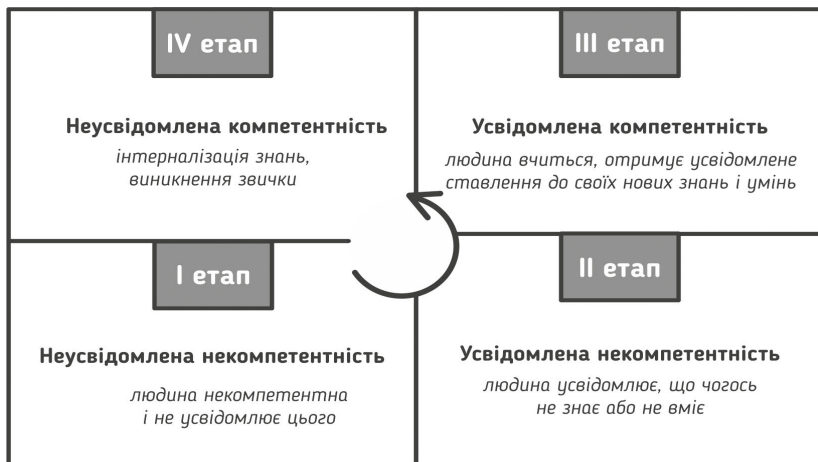 IV етап
Неусвідомлена компетентність
інтерналізація знань,
виникнення звички
III етап
Усвідомлена компетентність
людина вчиться, отримує усвідомлене
ставлення до своїх нових знань і умінь
I етап
Неусвідомлена некомпетентність
людина некомпетентна
і не усвідомлює цього
II етап
Усвідомлена некомпетентність
людина усвідомлює, що чогось
не знає або не вміє